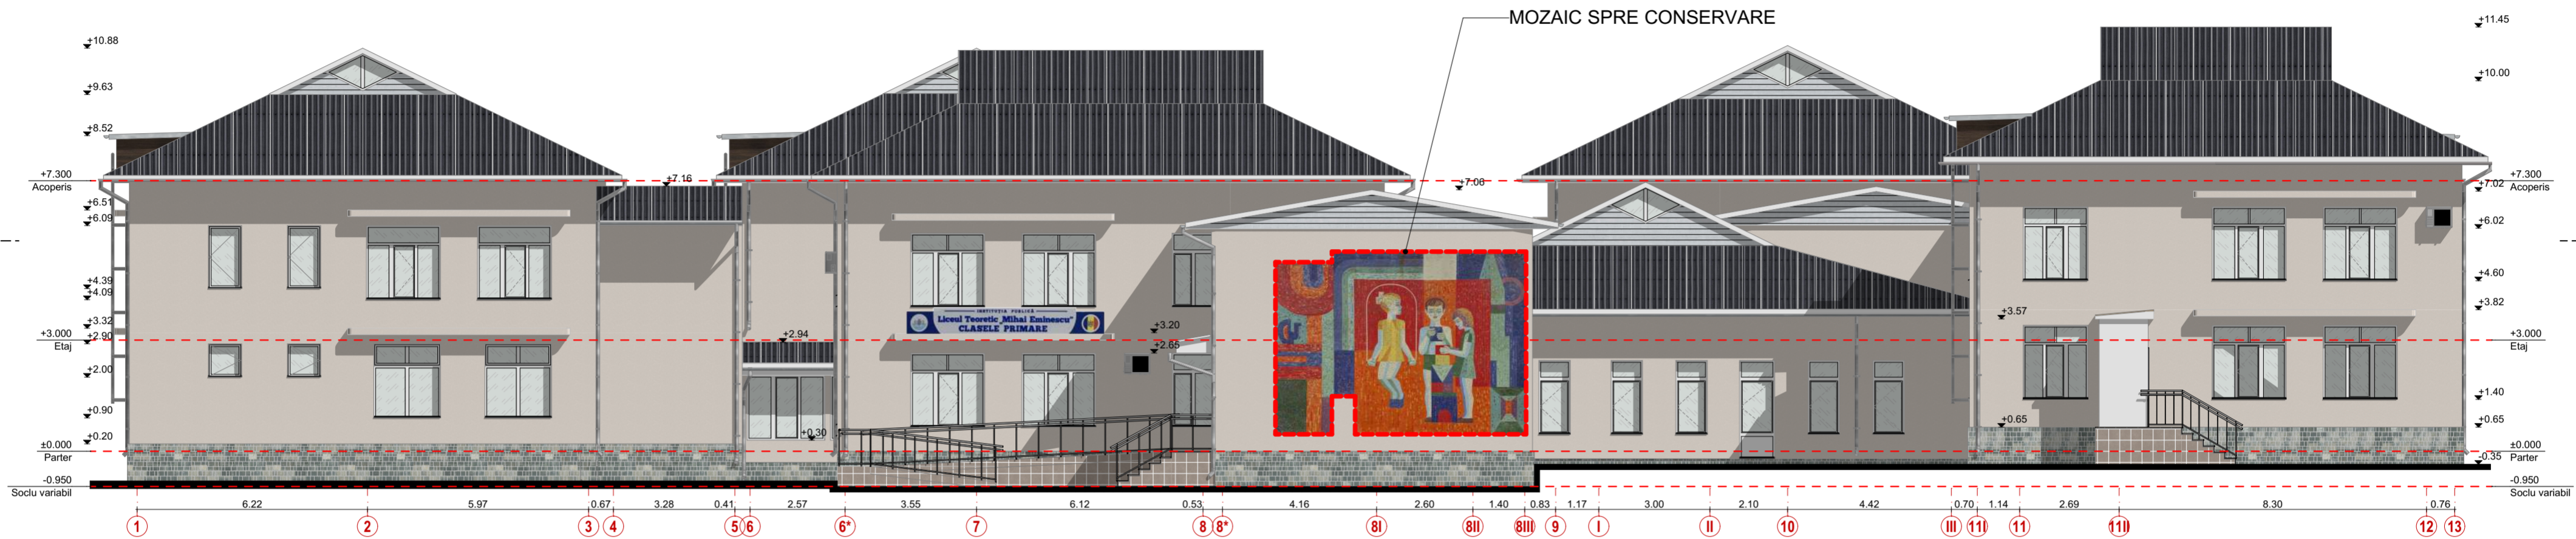 MOZAIC SPRE CONSERVARE
+10.88
+9.63
+8.52
+7.300
Acoperis
+6.51
+6.09
+4.39
+4.09
+3.32
+3.000
+2.90
Etaj
+2.00
+0.90
+0.20
±0.000
Parter
-0.950
Soclu variabil
+7.16
+2.94
+0.30
INSTITUȚIA PUBLICĂ
Liceul Teoretic „Mihai Eminescu"
CLASELE PRIMARE
+3.20
+2.65
+7.06
+3.57
+0.65
+11.45
+10.00
+7.300
+7.02
Acoperis
+6.02
+4.60
+3.82
+3.000
Etaj
+1.40
+0.65
±0.000
Parter
-0.35
-0.950
Soclu variabil
6.22 5.97 0.67 3.28 0.41 2.57 3.55 6.12 0.53 4.16 2.60 1.40 0.83 1.17 3.00 2.10 4.42 0.70 1.14 2.69 8.30 0.76
1 2 3 4 5 6 6* 7 8 8* 8I 8II 8III 9 I II 10 III 11I 11 11II 12 13